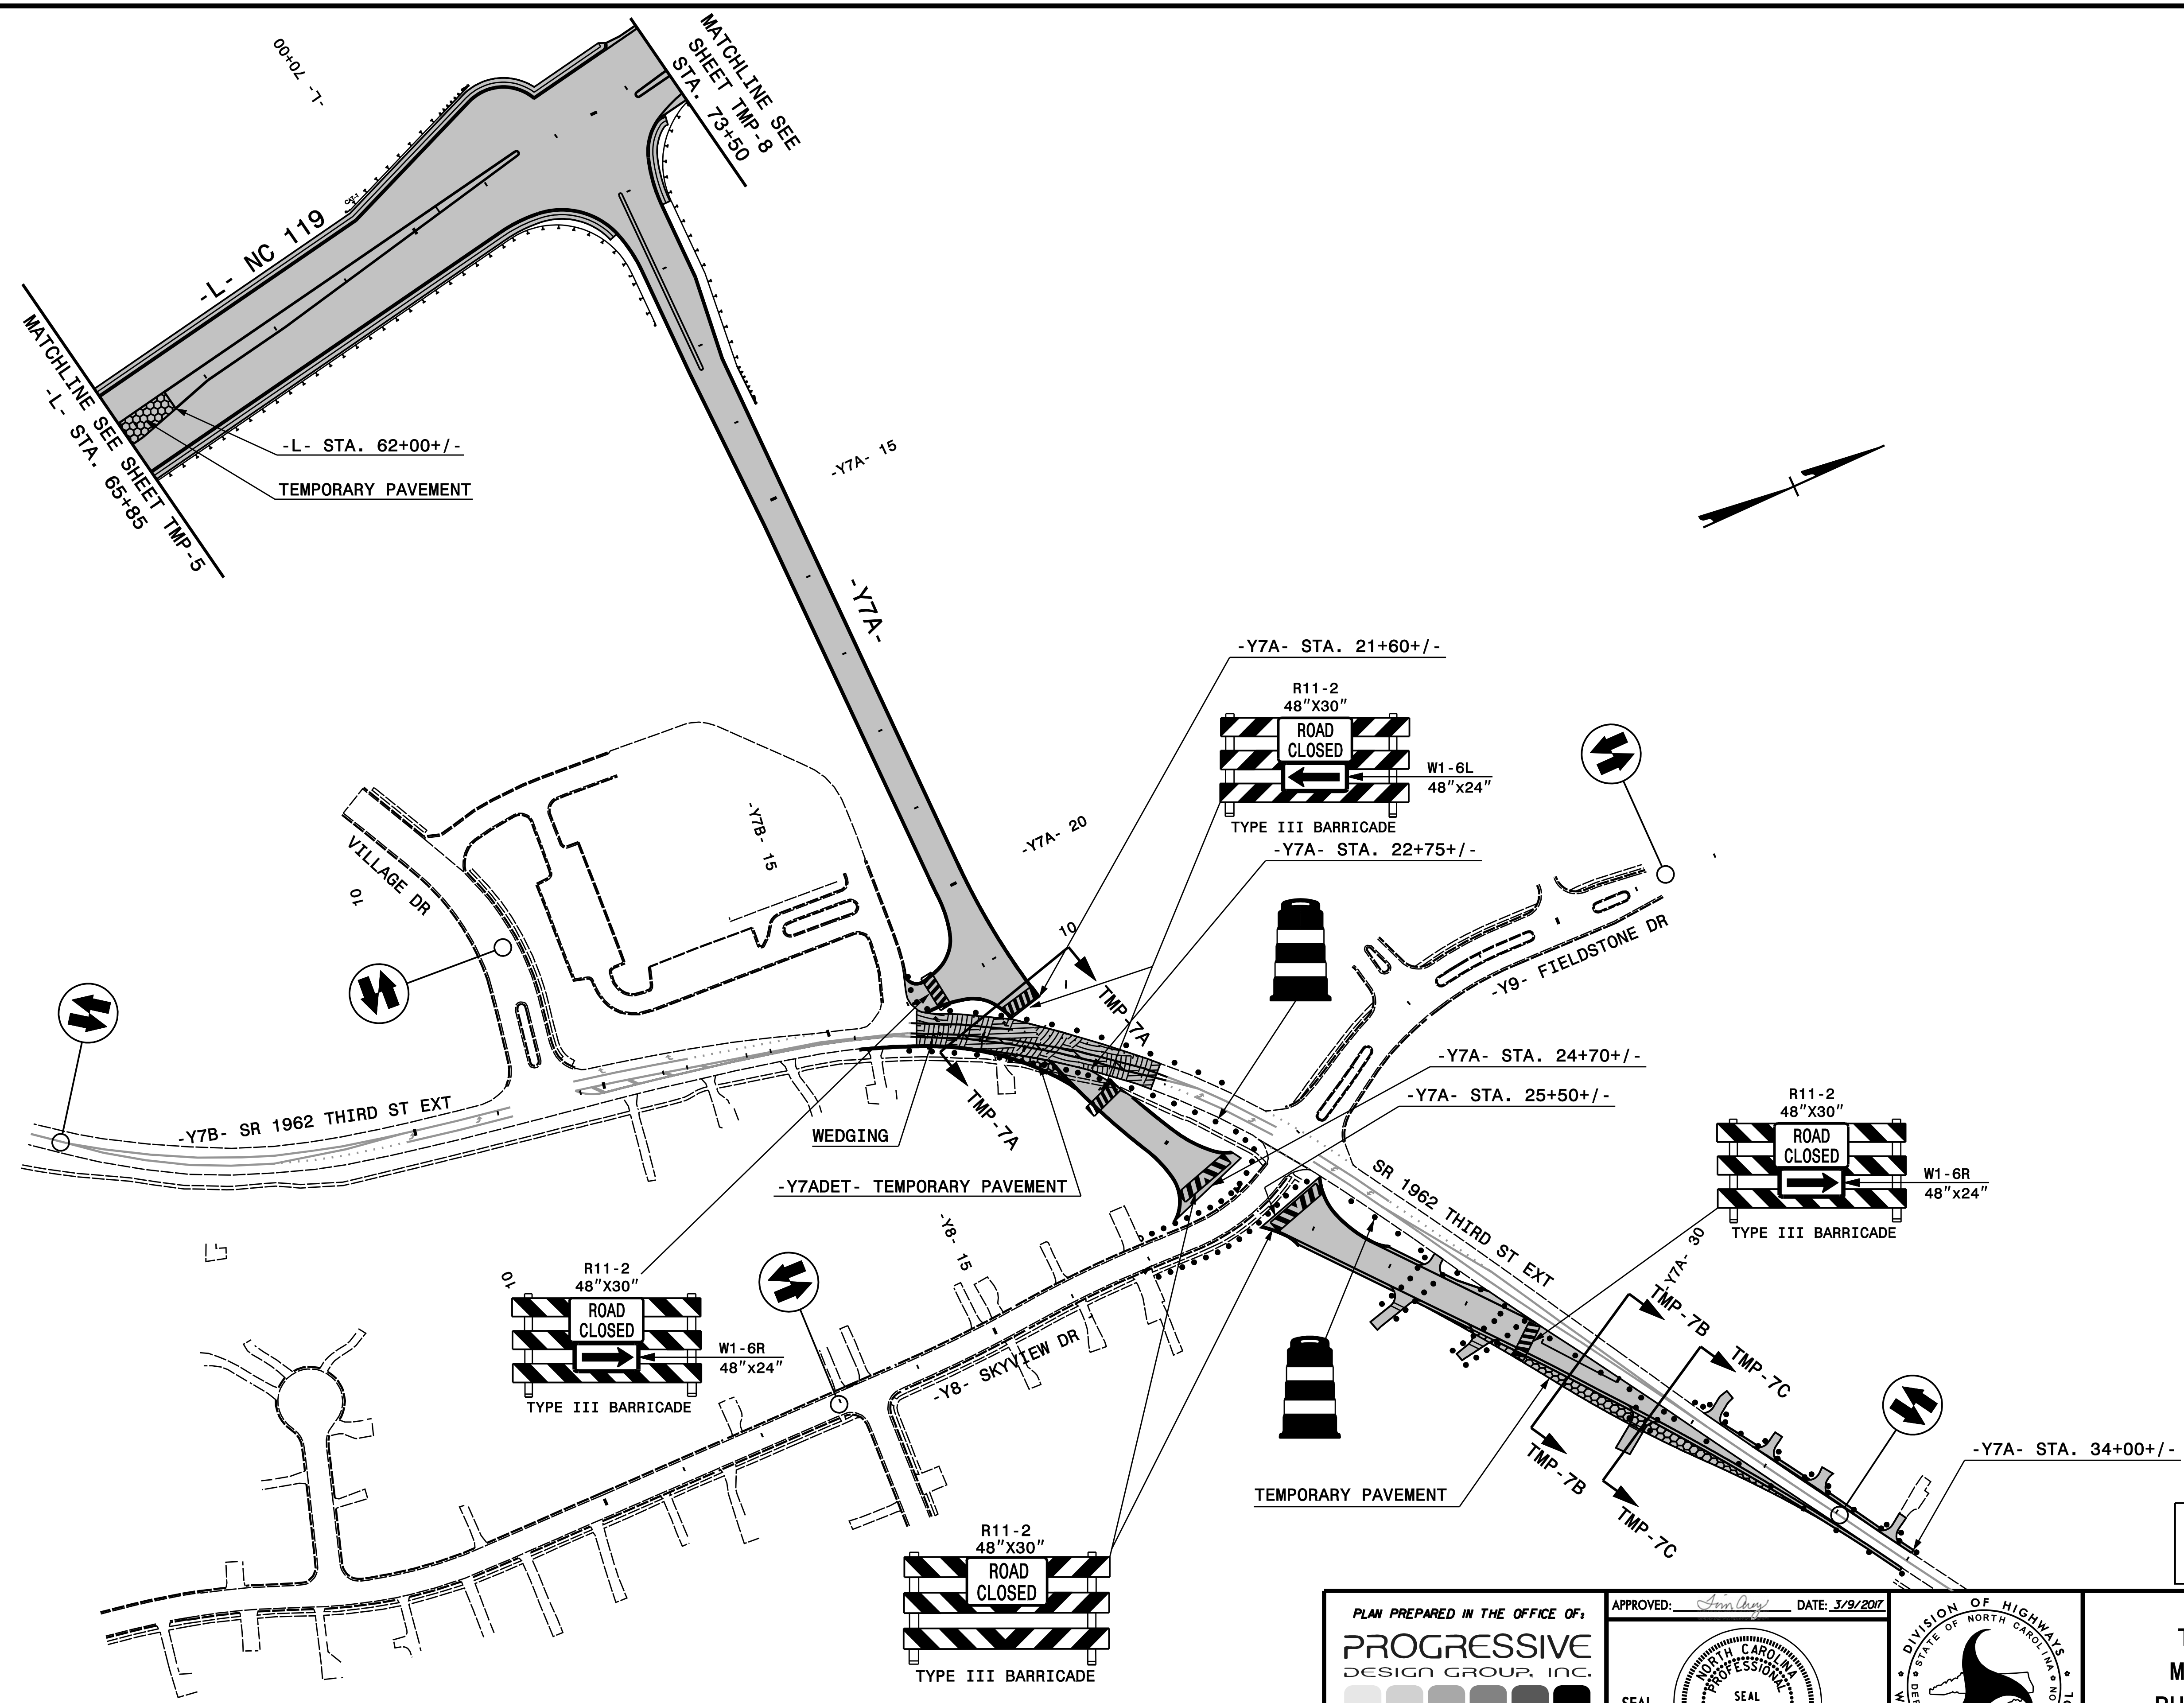 -L- 70+00
MATCHLINE SEE
SHEET TMP-8
STA. 73+50
-L- NC 119
MATCHLINE SEE SHEET TMP-5
-L- STA. 65+85
-L- STA. 62+00+/-
TEMPORARY PAVEMENT
-Y7A- 15
-Y7A-
-Y7A- STA. 21+60+/-
R11-2
48"X30"
ROAD
CLOSED
W1-6L
48"x24"
TYPE III BARRICADE
-Y7A- STA. 22+75+/-
-Y7B- 15
-Y7A- 20
VILLAGE DR
10
10
TMP-7A
-Y9- FIELDSTONE DR
-Y7A- STA. 24+70+/-
-Y7A- STA. 25+50+/-
R11-2
48"X30"
ROAD
CLOSED
W1-6R
48"x24"
TYPE III BARRICADE
-Y7B- SR 1962 THIRD ST EXT
WEDGING
TMP-7A
-Y7ADET- TEMPORARY PAVEMENT
SR 1962 THIRD ST EXT
-Y7A- 30
-Y8- 15
10
R11-2
48"X30"
ROAD
CLOSED
W1-6R
48"x24"
TYPE III BARRICADE
-Y8- SKYVIEW DR
TMP-7B
TMP-7C
TMP-7B
TMP-7C
-Y7A- STA. 34+00+/-
TEMPORARY PAVEMENT
R11-2
48"X30"
ROAD
CLOSED
TYPE III BARRICADE
PLAN PREPARED IN THE OFFICE OF:
PROGRESSIVE
DESIGN GROUP, INC.
APPROVED: DATE: 3/9/2017
SEAL
NORTH CAROLINA
PROFESSIONAL
SEAL
DIVISION OF HIGHWAYS
STATE OF NORTH CAROLINA